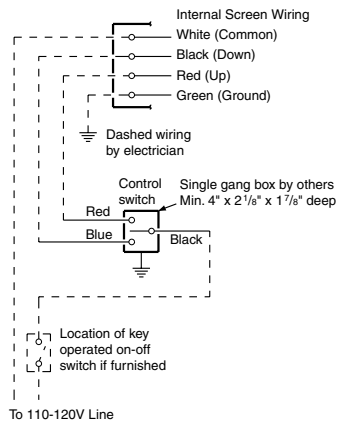 Internal Screen Wiring
White (Common)
Black (Down)
Red (Up)
Green (Ground)
Dashed wiring
by electrician
Control
switch
Single gang box by others
Min. 4" x 2 1/8" x 1 7/8" deep
Red
Blue
Black
Location of key
operated on-off
switch if furnished
To 110-120V Line